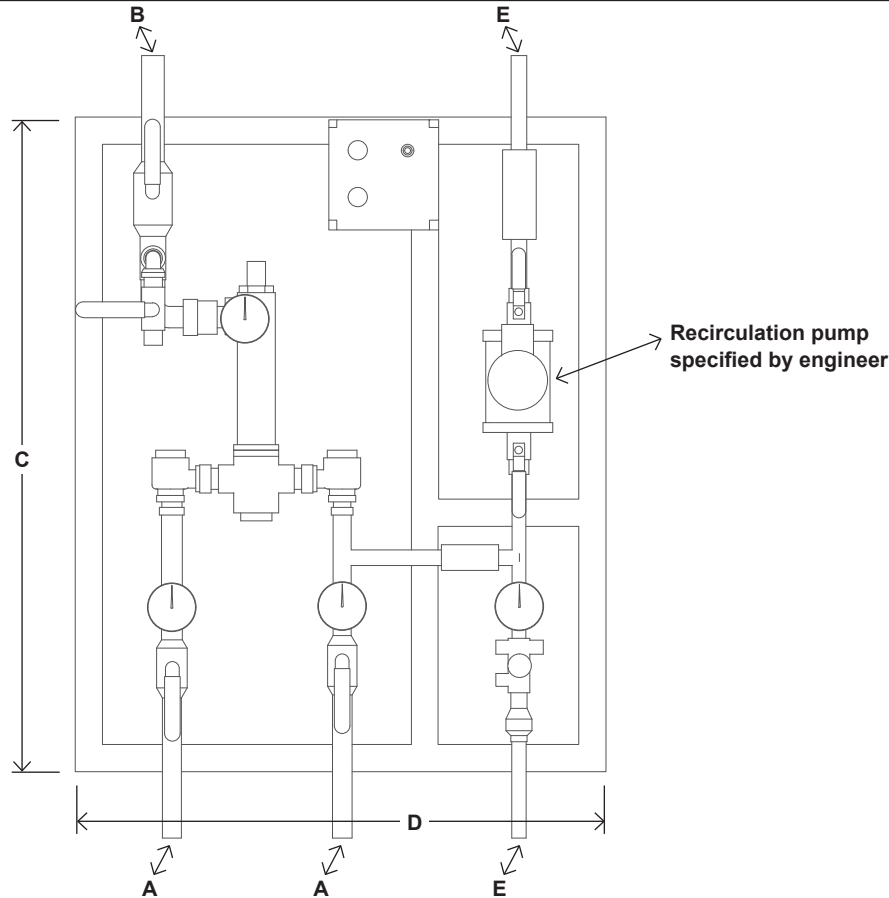 B
E
Recirculation pump
specified by engineer
C
D
A
A
E